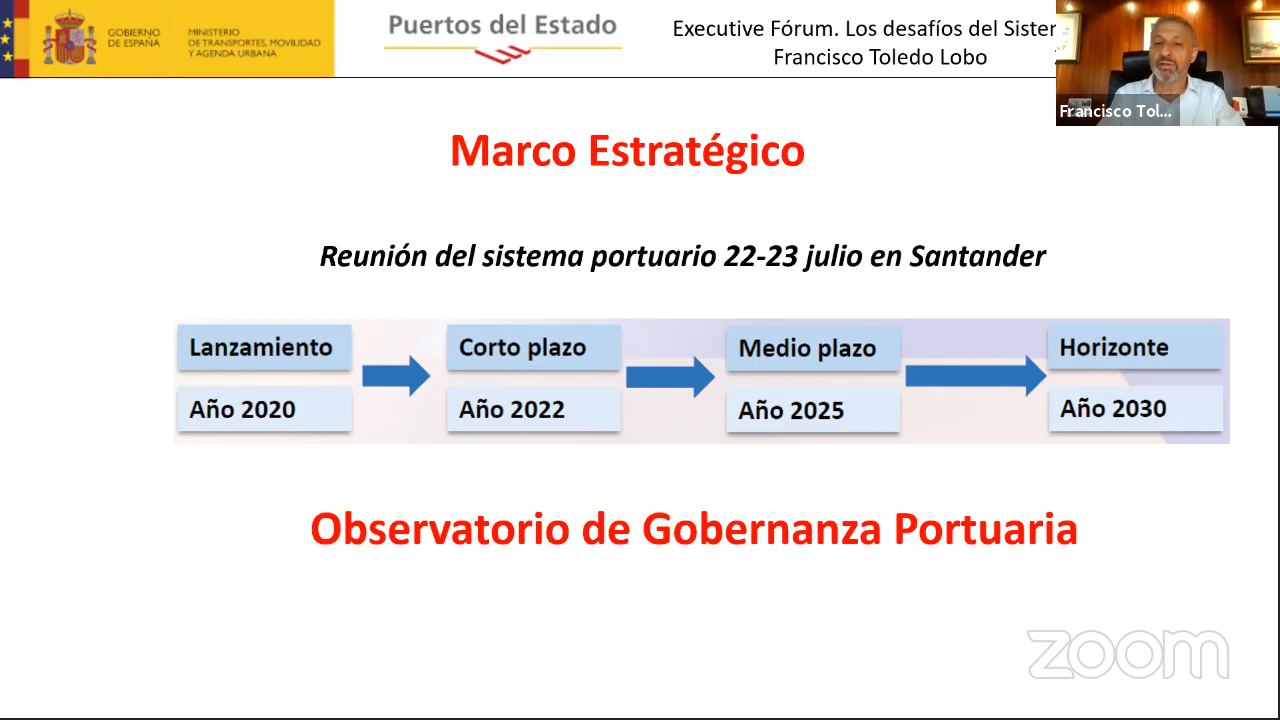 GOBIERNO
DE ESPAÑA
MINISTERIO
DE TRANSPORTES, MOVILIDAD
Y AGENDA URBANA
Puertos del Estado
Executive Fórum. Los desafíos del Sister
Francisco Toledo Lobo
Francisco Tol...
Marco Estratégico
Reunión del sistema portuario 22-23 julio en Santander
Lanzamiento
Corto plazo
Medio plazo
Horizonte
Año 2020
Año 2022
Año 2025
Año 2030
Observatorio de Gobernanza Portuaria
zoom